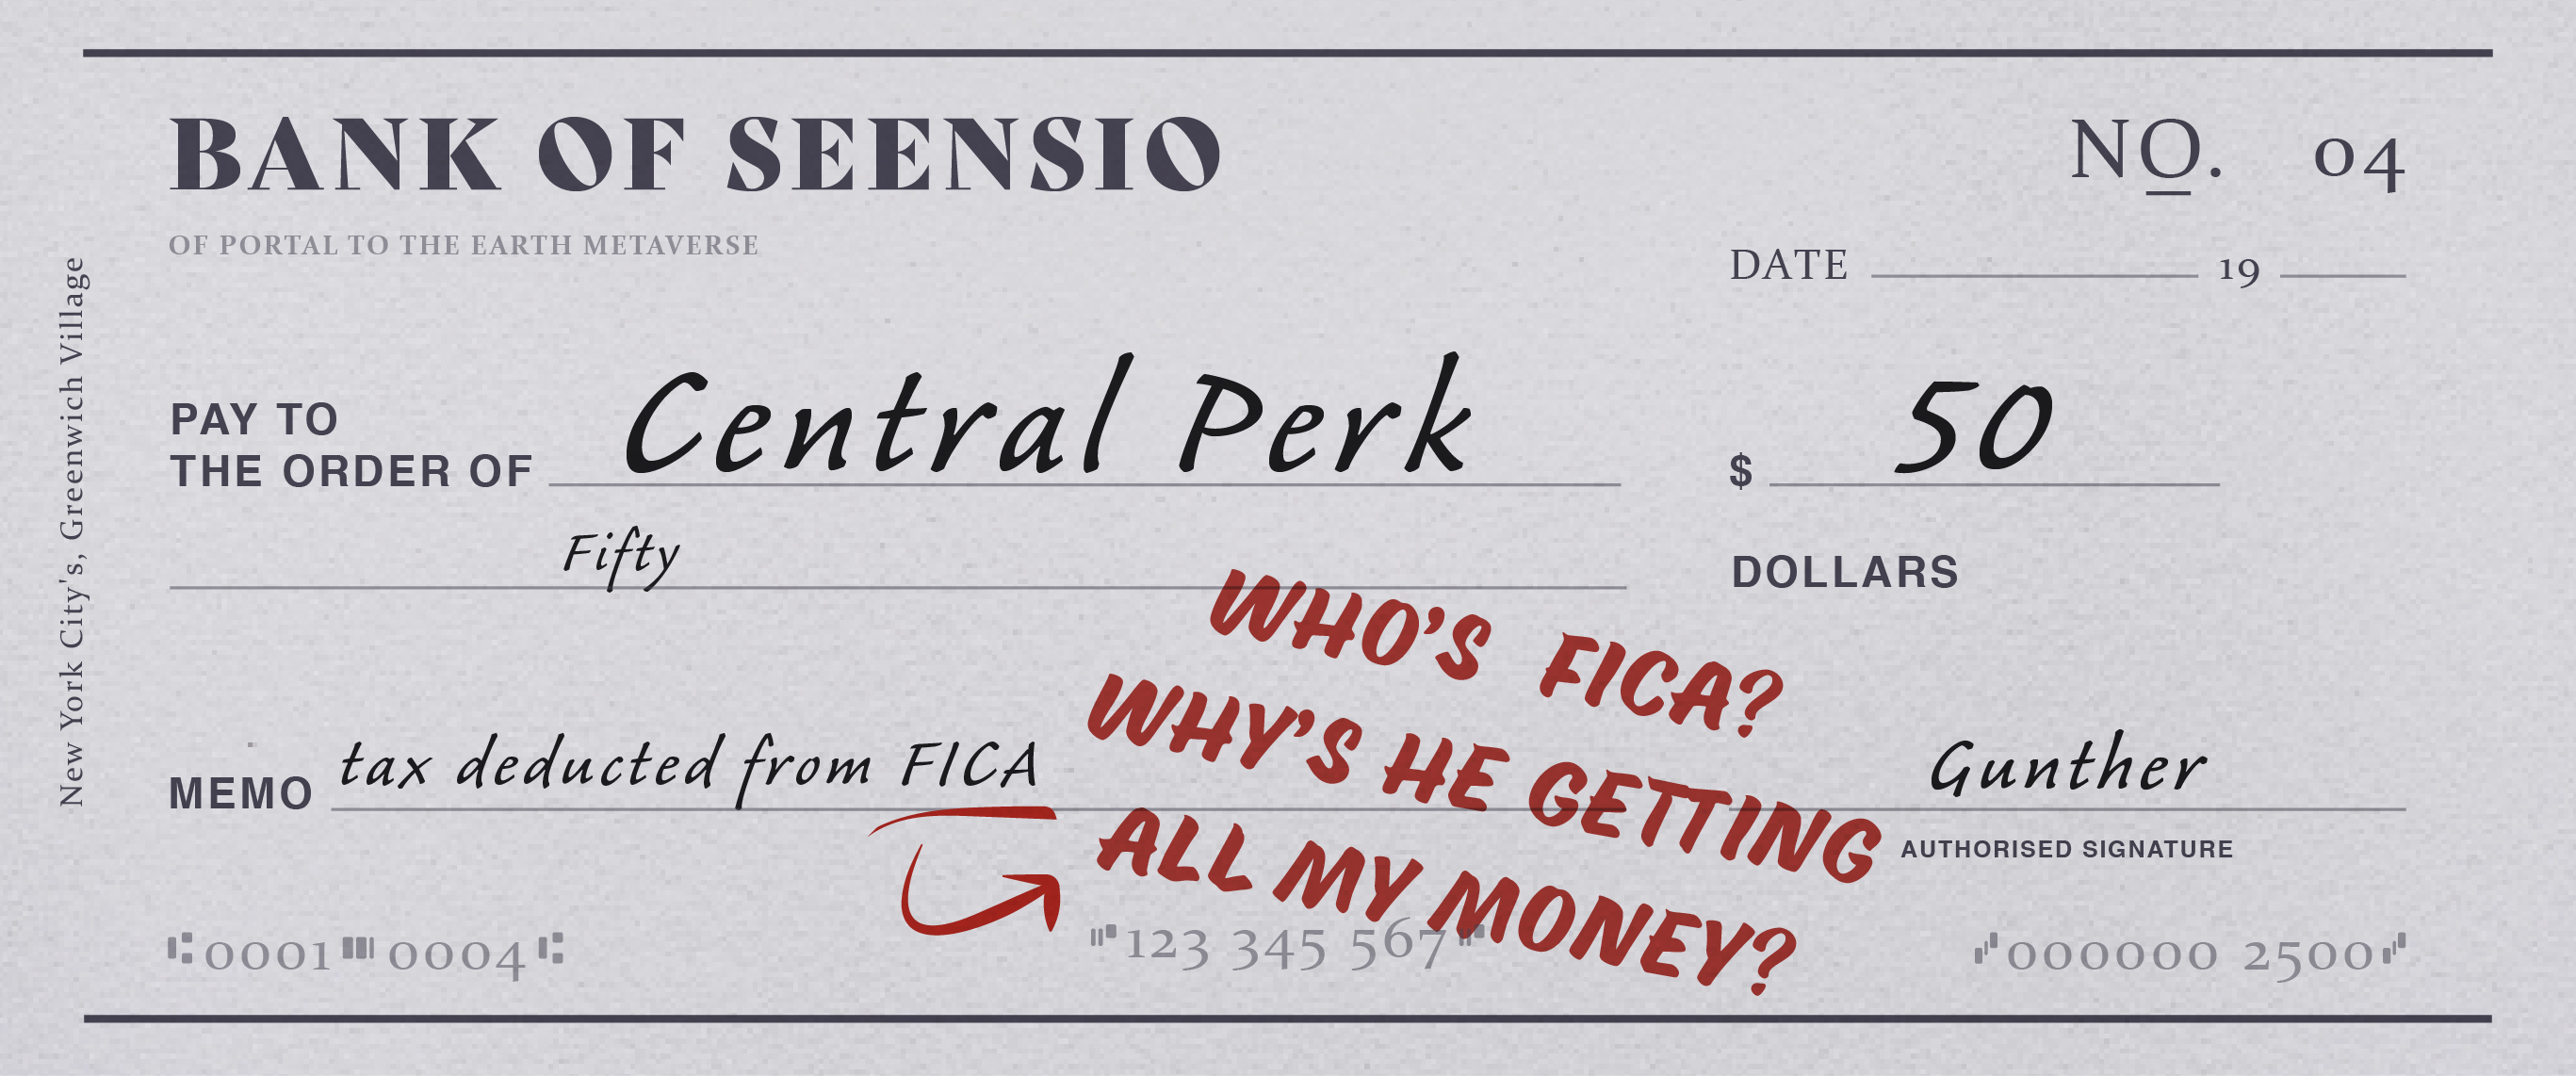 BANK OF SEENSIO
NO. 04
OF PORTAL TO THE EARTH METAVERSE
DATE 19
New York City's, Greenwich Village
PAY TO
THE ORDER OF Central Perk
$ 50
Fifty
DOLLARS
WHO'S FICA?
WHY'S HE GETTING
ALL MY MONEY?
MEMO tax deducted from FICA
Gunther
AUTHORISED SIGNATURE
0001 0004
123 345 567
000000 2500